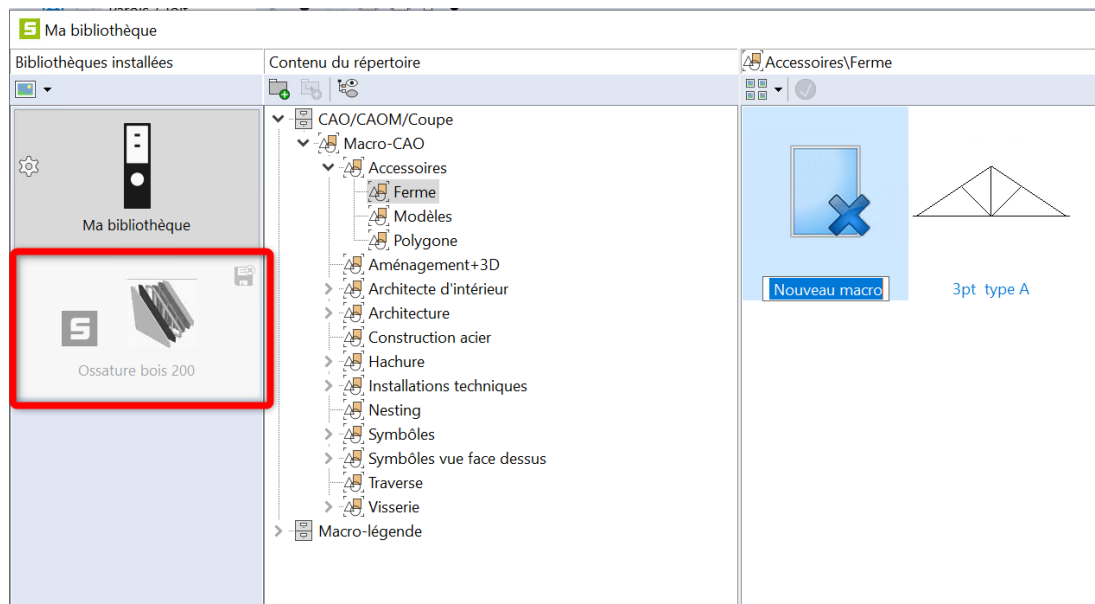 Ma bibliothèque
Bibliothèques installées
Contenu du répertoire
Accessoires\Ferme
Ma bibliothèque
S
Ossature bois 200
CAO/CAOM/Coupe
Macro-CAO
Accessoires
Ferme
Modèles
Polygone
Aménagement+3D
Architecte d'intérieur
Architecture
Construction acier
Hachure
Installations techniques
Nesting
Symbôles
Symbôles vue face dessus
Traverse
Visserie
Macro-légende
Nouveau macro
3pt type A